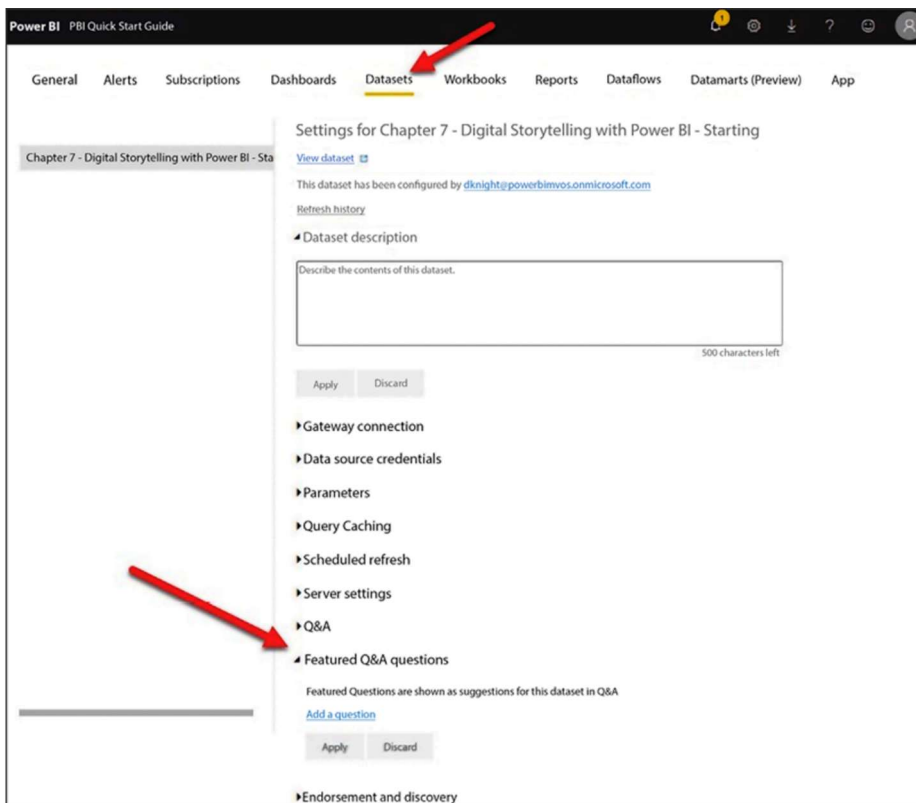 Power BI PBI Quick Start Guide
1
General Alerts Subscriptions Dashboards Datasets Workbooks Reports Dataflows Datamarts (Preview) App
Chapter 7 - Digital Storytelling with Power BI - Sta
Settings for Chapter 7 - Digital Storytelling with Power BI - Starting
View dataset
This dataset has been configured by dknight@powerbimvos.onmicrosoft.com
Refresh history
Dataset description
Describe the contents of this dataset.
500 characters left
Apply Discard
Gateway connection
Data source credentials
Parameters
Query Caching
Scheduled refresh
Server settings
Q&A
Featured Q&A questions
Featured Questions are shown as suggestions for this dataset in Q&A
Add a question
Apply Discard
Endorsement and discovery